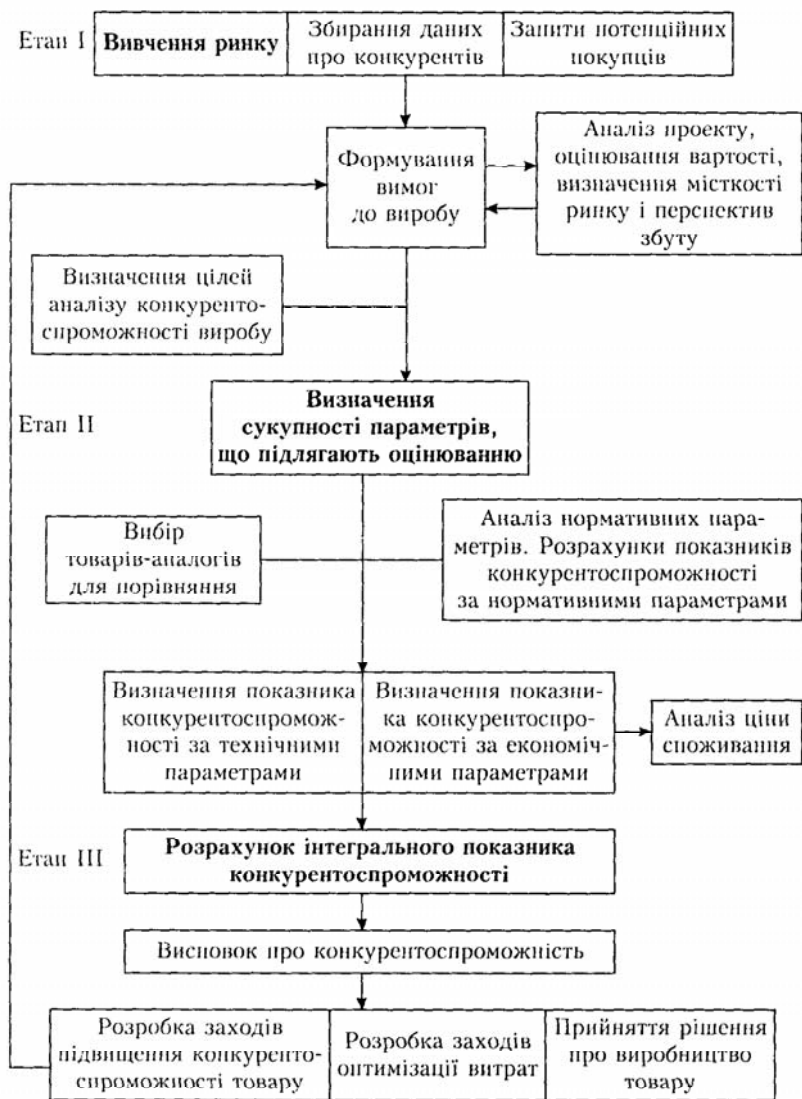 Етап I
Вивчення ринку
Збирання даних
про конкурентів
Запити потенційних
покупців
Формування
вимог
до виробу
Аналіз проекту,
оцінювання вартості,
визначення місткості
ринку і перспектив
збуту
Визначення цілей
аналізу конкуренто-
спроможності виробу
Етап II
Визначення
сукупності параметрів,
що підлягають оцінюванню
Вибір
товарів-аналогів
для порівняння
Аналіз нормативних пара-
метрів. Розрахунки показників
конкурентоспроможності
за нормативними параметрами
Визначення показника
конкурентоспромож-
ності за технічними
параметрами
Визначення показни-
ка конкурентоспро-
можності за економіч-
ними параметрами
Аналіз ціни
споживання
Етап III
Розрахунок інтегрального показника
конкурентоспроможності
Висновок про конкурентоспроможність
Розробка заходів
підвищення конкуренто-
спроможності товару
Розробка заходів
оптимізації витрат
Прийняття рішення
про виробництво
товару